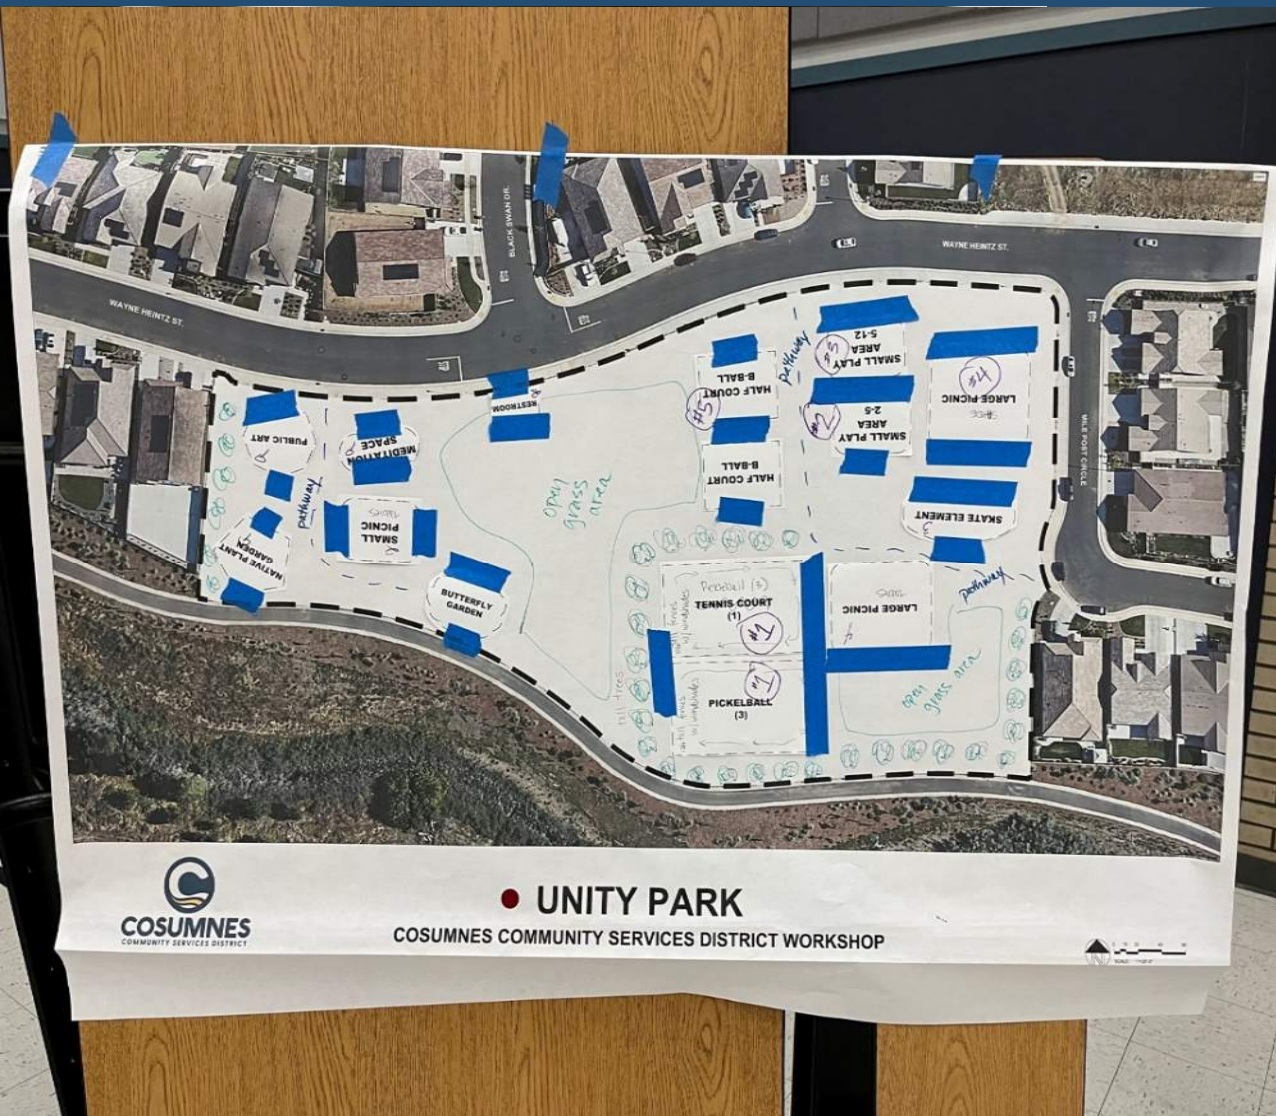 BLACK SWAN DR.
WAYNE HEINTZ ST.
WAYNE HEINTZ ST.
MILE POST CIRCLE
PUBLIC ART
MEDITATION
SPACE
RESTROOM
HALF COURT
B-BALL
#5
HALF COURT
B-BALL
pathway
SMALL PLAY
AREA
5-12
#3
SMALL PLAY
AREA
2-5
#2
LARGE PICNIC
#4
SKATE ELEMENT
pathway
SMALL
PICNIC
NATIVE PLANT
GARDEN
BUTTERFLY
GARDEN
open
grass
area
Pickleball (3)
TENNIS COURT
(1)
#1
PICKELBALL
(3)
#1
tall trees
LARGE PICNIC
pathway
open
grass area
COSUMNES
COMMUNITY SERVICES DISTRICT
UNITY PARK
COSUMNES COMMUNITY SERVICES DISTRICT WORKSHOP
N